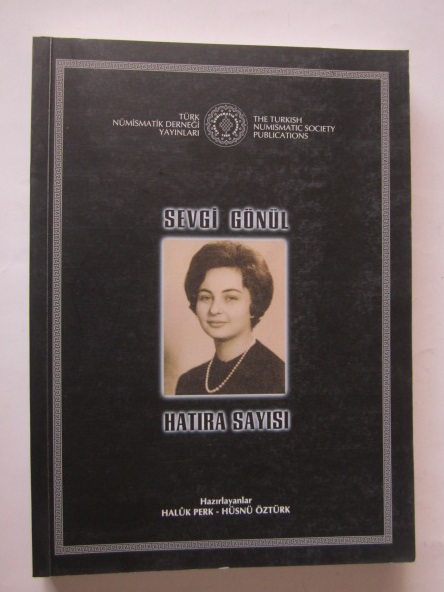 TÜRK
NÜMİSMATİK DERNEĞİ
YAYINLARI
THE TURKISH
NUMISMATIC SOCIETY
PUBLICATIONS
SEVGİ GÖNÜL
HATIRA SAYISI
Hazırlayanlar
HALÛK PERK - HÜSNÜ ÖZTÜRK